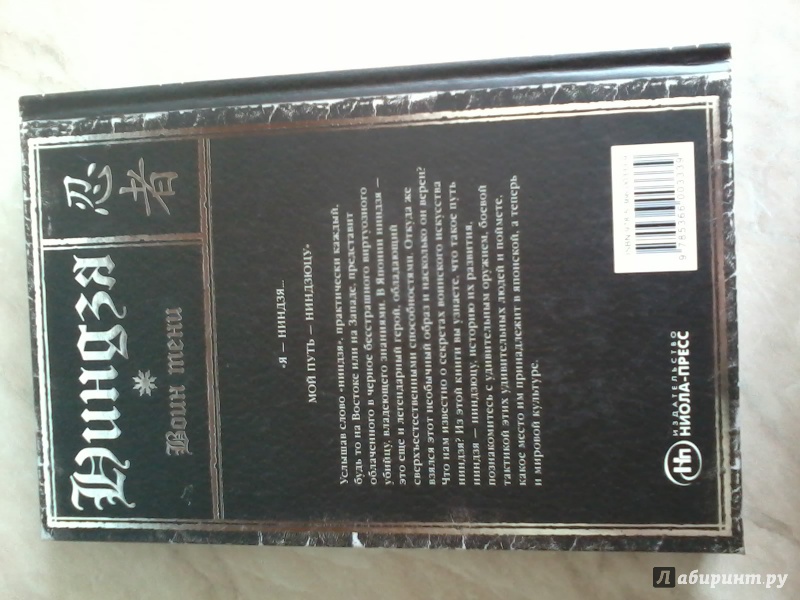 Ниндзя
Воин тени
忍者
«Я — НИНДЗЯ...
МОЙ ПУТЬ — НИНДЗЮЦУ»
Услышав слово «ниндзя», практически каждый,
будь то на Востоке или на Западе, представит
облаченного в черное бесстрашного виртуозного
убийцу, владеющего знаниями. В Японии ниндзя —
это еще и легендарный герой, обладающий
сверхъестественными способностями. Откуда же
взялся этот необычный образ и насколько он верен?
Что нам известно о секретах воинского искусства
ниндзя? Из этой книги вы узнаете, что такое путь
ниндзя — ниндзюцу, историю их развития,
познакомитесь с удивительным оружием, боевой
тактикой этих удивительных людей и поймете,
какое место им принадлежит в японской, а теперь
и мировой культуре.
ИЗДАТЕЛЬСТВО
НИОЛА-ПРЕСС
Лабиринт.ру